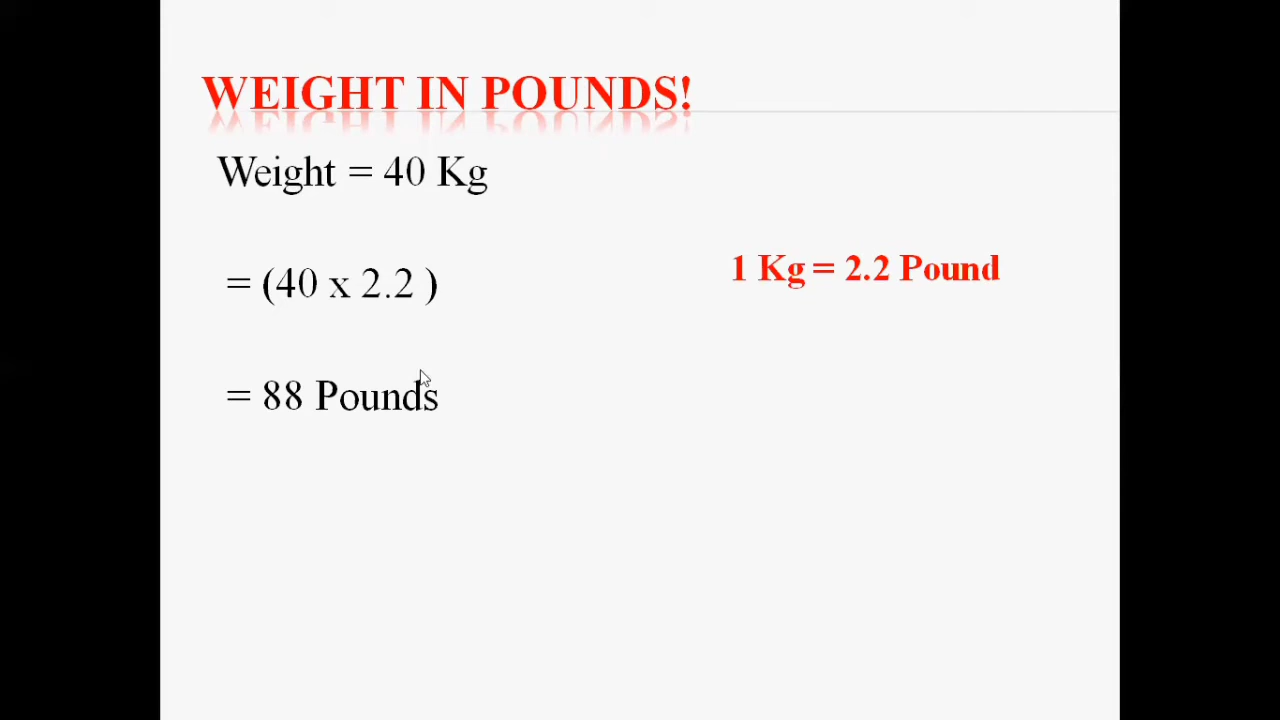 WEIGHT IN POUNDS!
Weight = 40 Kg
= (40 x 2.2 )
1 Kg = 2.2 Pound
= 88 Pounds